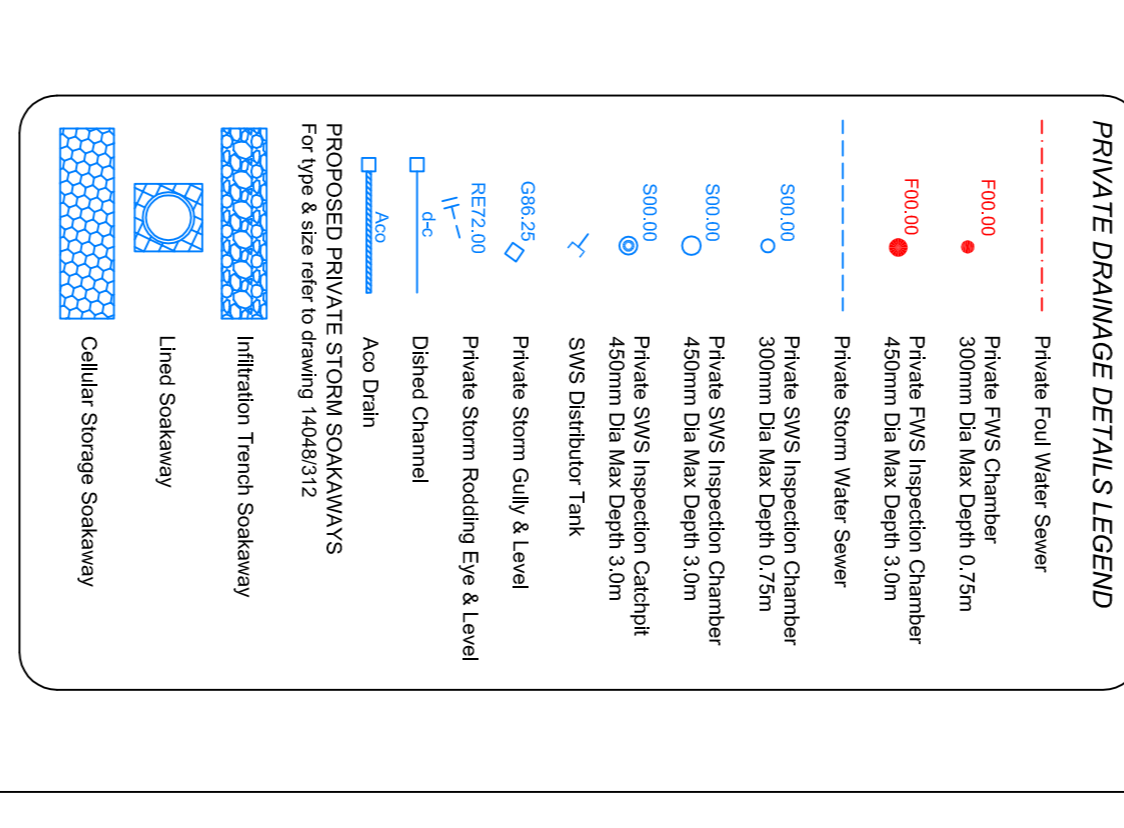 PRIVATE DRAINAGE DETAILS LEGEND
Private Foul Water Sewer
F00.00
Private FWS Chamber
300mm Dia Max Depth 0.75m
F00.00
Private FWS Inspection Chamber
450mm Dia Max Depth 3.0m
Private Storm Water Sewer
S00.00
Private SWS Inspection Chamber
300mm Dia Max Depth 0.75m
S00.00
Private SWS Inspection Chamber
450mm Dia Max Depth 3.0m
S00.00
Private SWS Inspection Catchpit
450mm Dia Max Depth 3.0m
SWS Distributor Tank
G86.25
Private Storm Gully & Level
RE72.00
Private Storm Rodding Eye & Level
d-c
Dished Channel
Aco
Aco Drain
PROPOSED PRIVATE STORM SOAKAWAYS
For type & size refer to drawing 14048/312
Infiltration Trench Soakaway
Lined Soakaway
Cellular Storage Soakaway